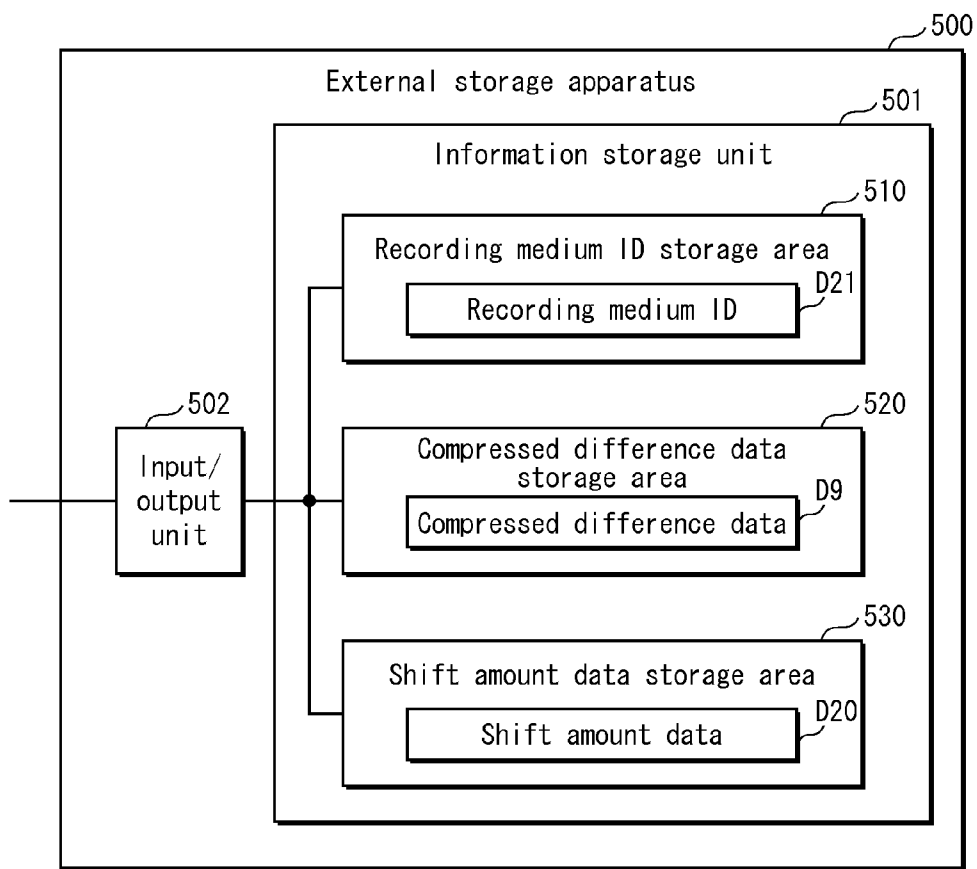 500
External storage apparatus
501
Information storage unit
510
Recording medium ID storage area
D21
Recording medium ID
502
Input/
output
unit
520
Compressed difference data
storage area
D9
Compressed difference data
530
Shift amount data storage area
D20
Shift amount data